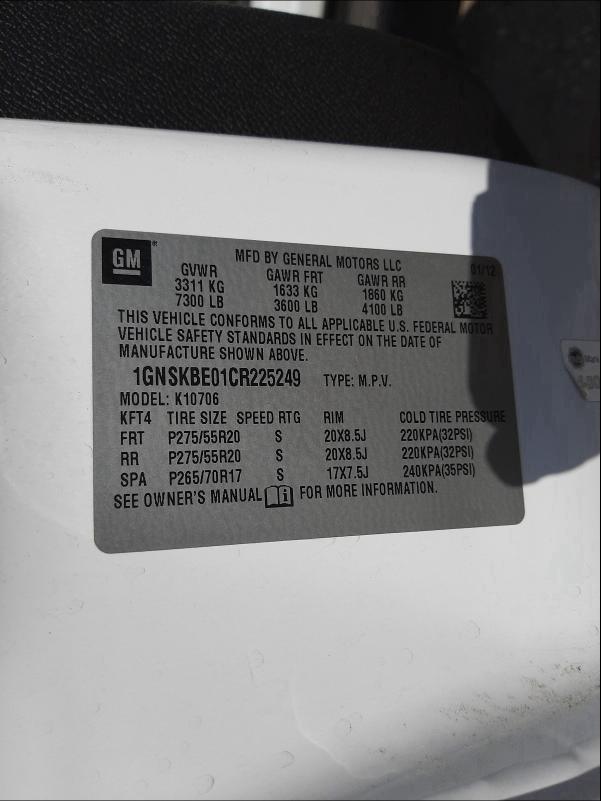 GM
MFD BY GENERAL MOTORS LLC 01/12
GVWR GAWR FRT GAWR RR
3311 KG 1633 KG 1860 KG
7300 LB 3600 LB 4100 LB
THIS VEHICLE CONFORMS TO ALL APPLICABLE U.S. FEDERAL MOTOR
VEHICLE SAFETY STANDARDS IN EFFECT ON THE DATE OF
MANUFACTURE SHOWN ABOVE.
1GNSKBE01CR225249 TYPE: M.P.V.
MODEL: K10706
KFT4 TIRE SIZE SPEED RTG RIM COLD TIRE PRESSURE
FRT P275/55R20 S 20X8.5J 220KPA(32PSI)
RR P275/55R20 S 20X8.5J 220KPA(32PSI)
SPA P265/70R17 S 17X7.5J 240KPA(35PSI)
SEE OWNER'S MANUAL FOR MORE INFORMATION.